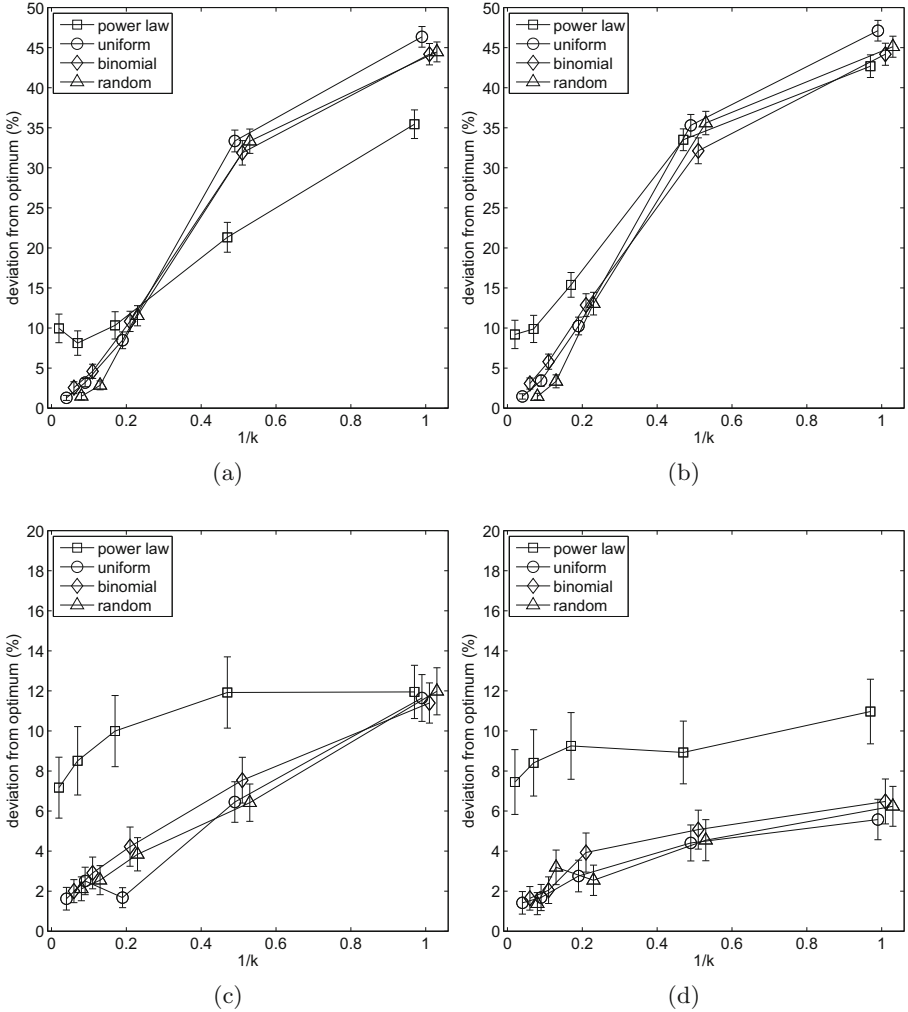 50
45
40
35
30
25
20
15
10
5
0
deviation from optimum (%)
power law
uniform
binomial
random
0 0.2 0.4 0.6 0.8 1
1/k
(a)
50
45
40
35
30
25
20
15
10
5
0
deviation from optimum (%)
power law
uniform
binomial
random
0 0.2 0.4 0.6 0.8 1
1/k
(b)
20
18
16
14
12
10
8
6
4
2
0
deviation from optimum (%)
power law
uniform
binomial
random
0 0.2 0.4 0.6 0.8 1
1/k
(c)
20
18
16
14
12
10
8
6
4
2
0
deviation from optimum (%)
power law
uniform
binomial
random
0 0.2 0.4 0.6 0.8 1
1/k
(d)